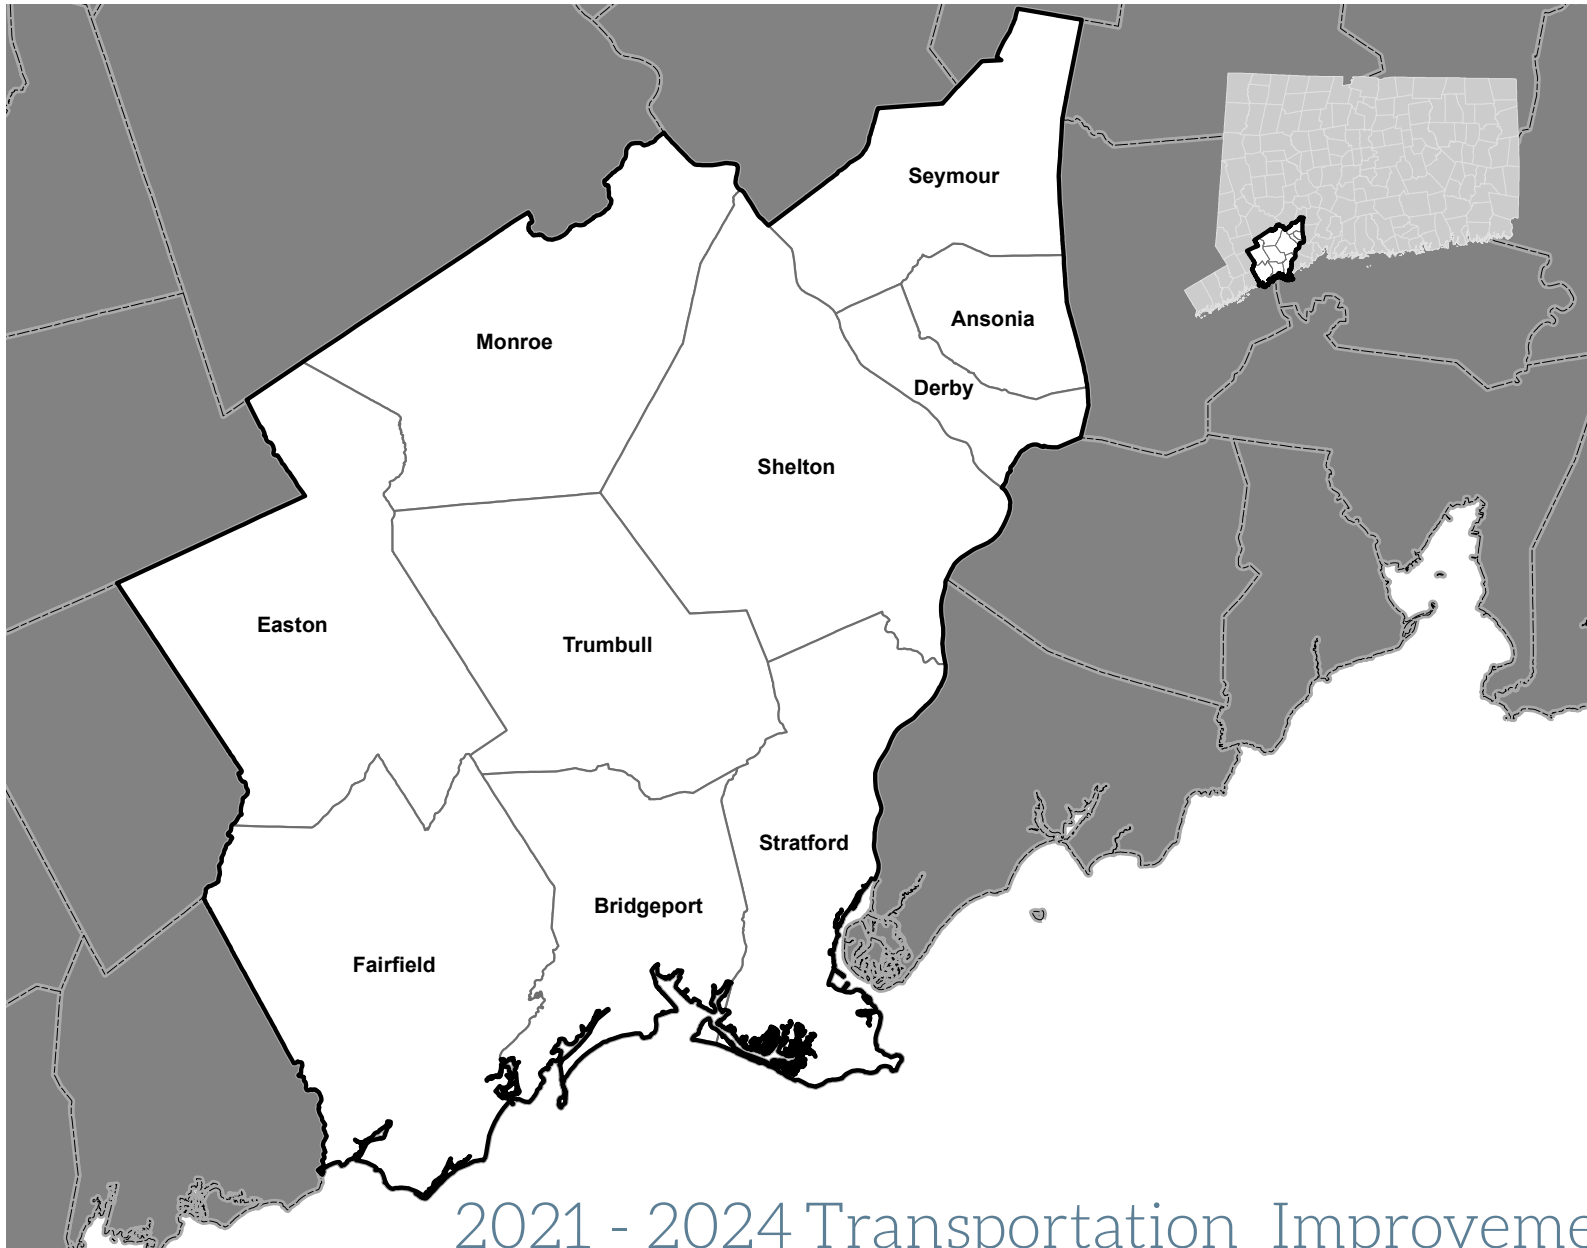 Seymour
Ansonia
Monroe
Derby
Shelton
Easton
Trumbull
Stratford
Bridgeport
Fairfield
2021 - 2024 Transportation Improveme